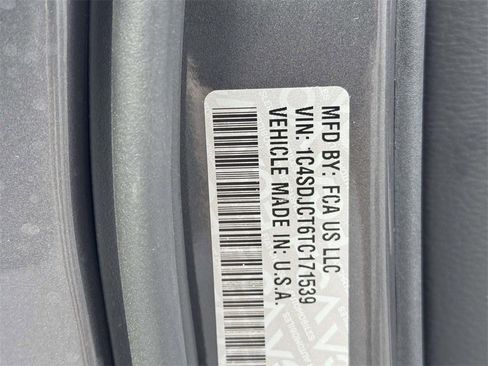 MFD BY: FCA US LLC
VIN: 1C4SDJCT6TC171539
VEHICLE MADE IN: U.S.A.